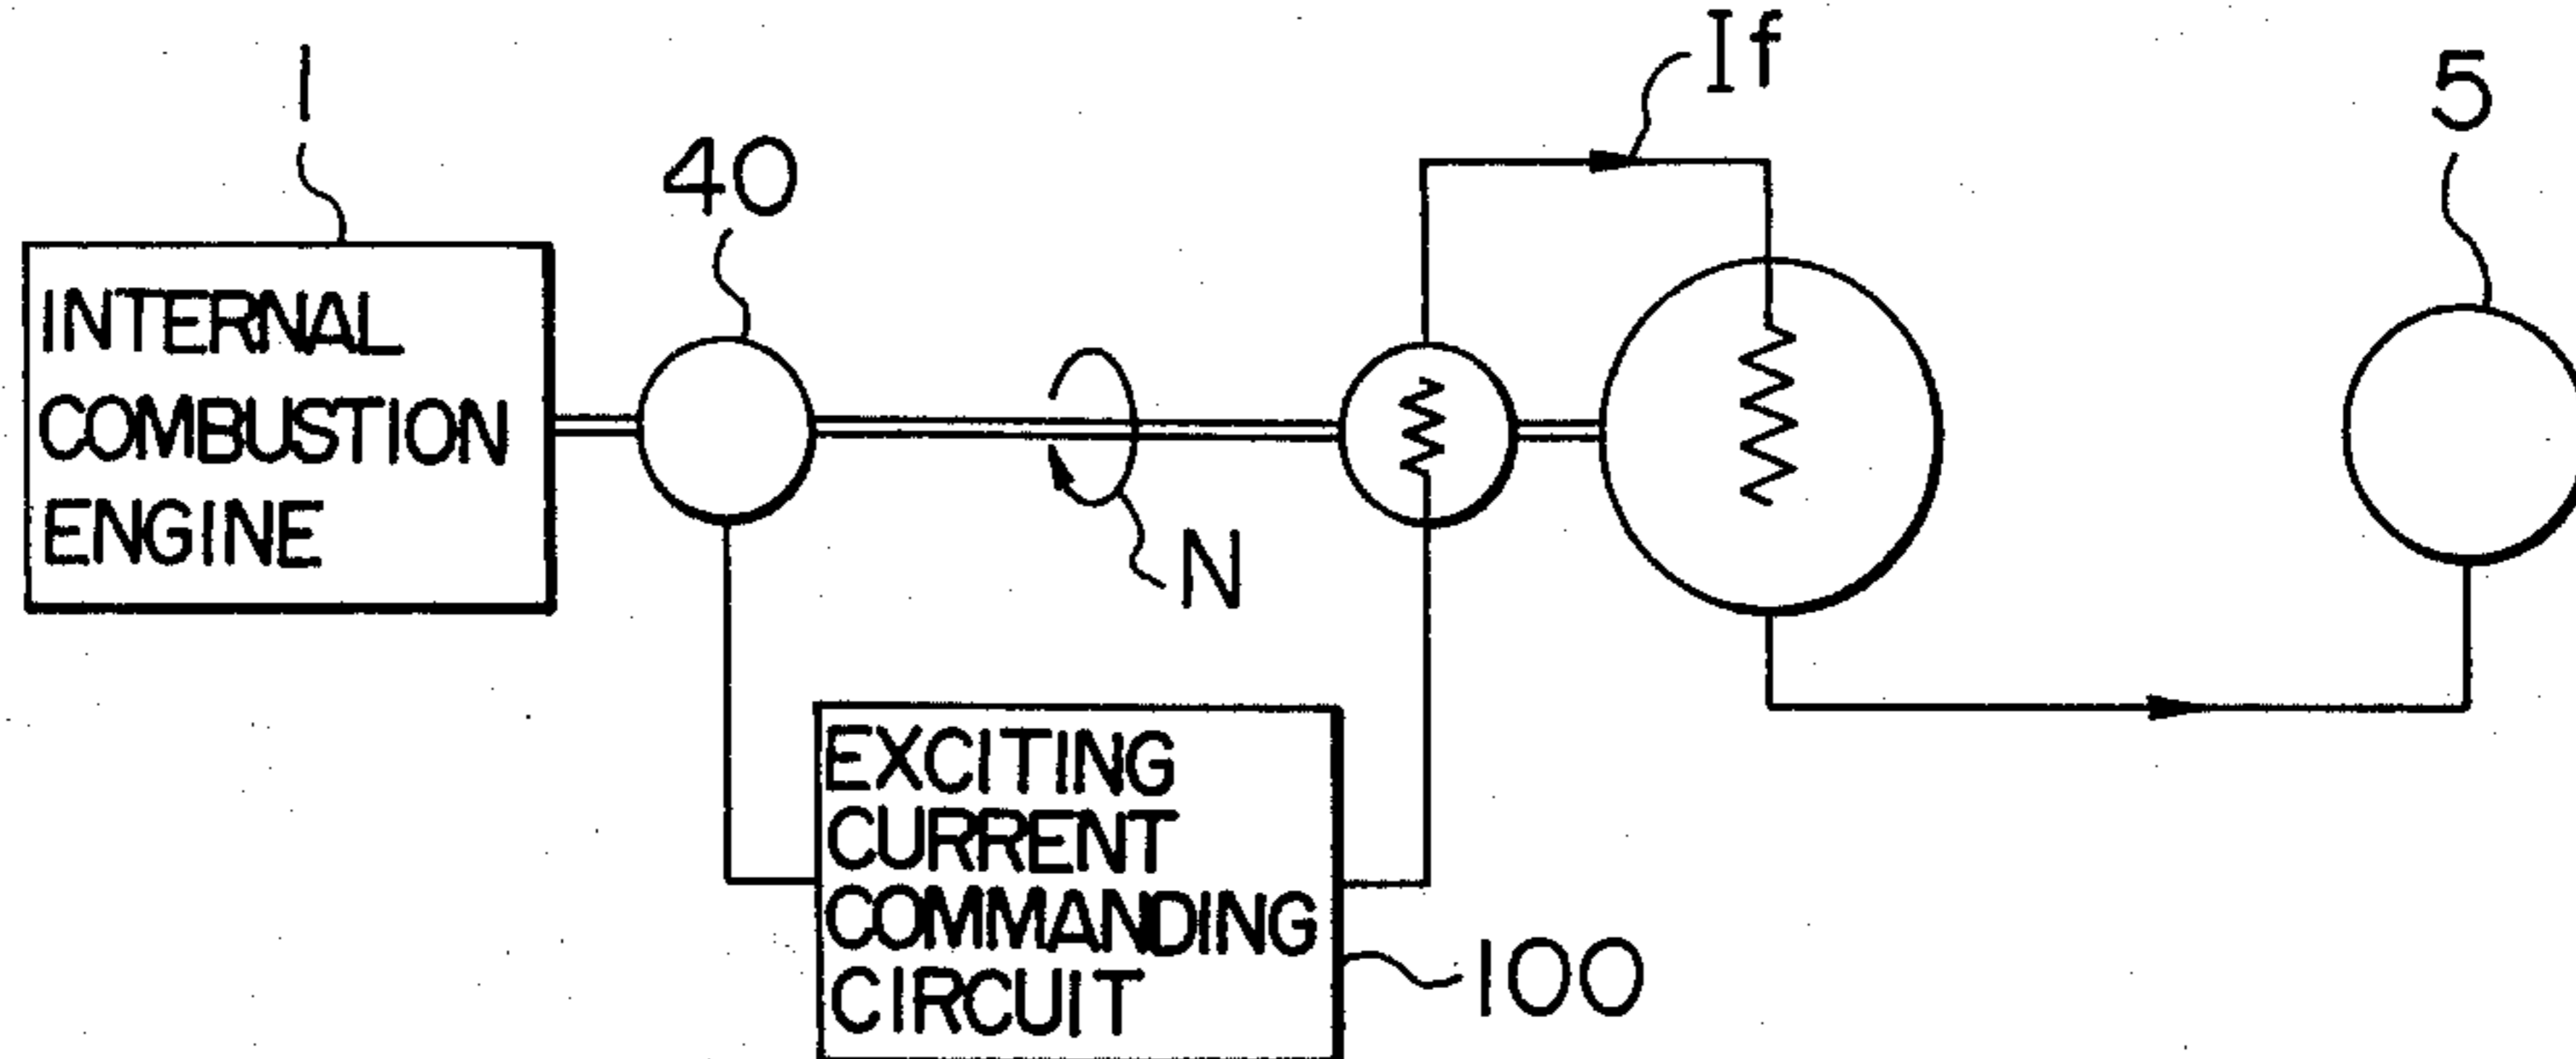 1
40
If
5
INTERNAL
COMBUSTION
ENGINE
N
EXCITING
CURRENT
COMMANDING
CIRCUIT
100